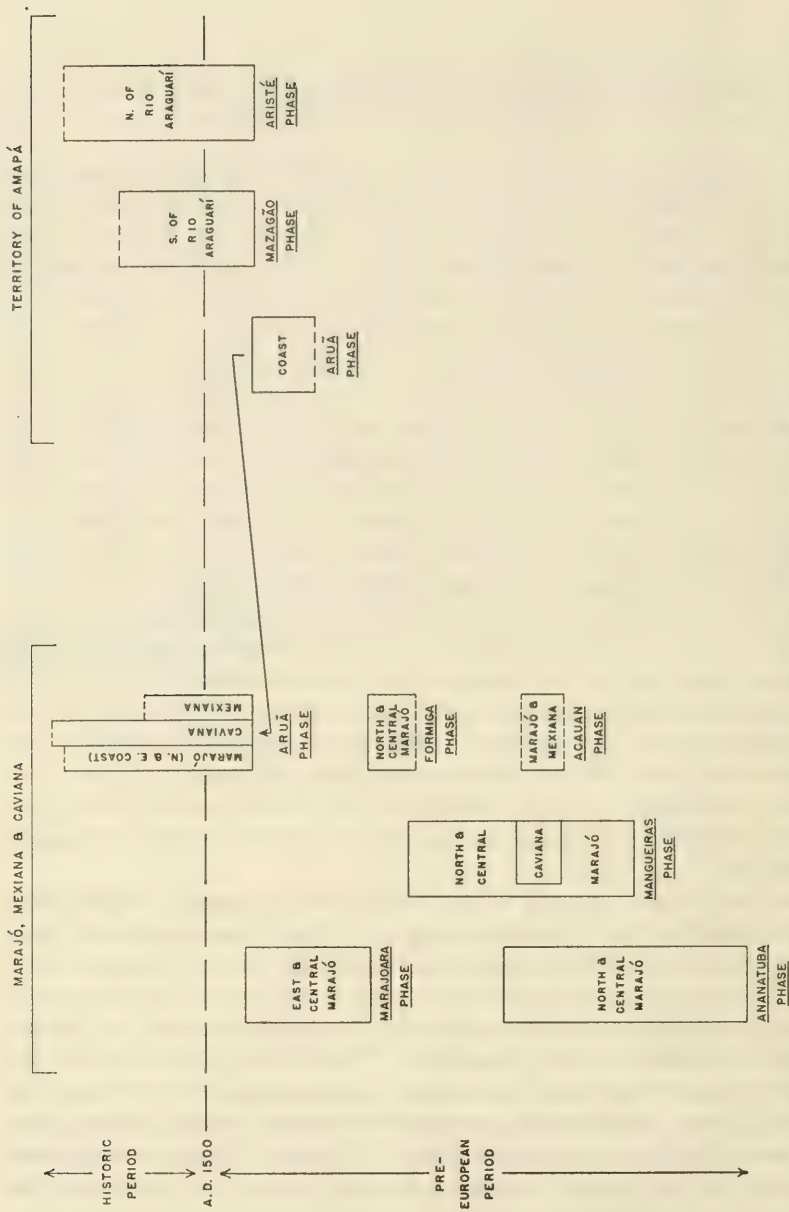 MARAJÓ, MEXIANA & CAVIANA
TERRITORY OF AMAPÁ
HISTORIC
PERIOD
A.D. 1500
PRE-
EUROPEAN
PERIOD
EAST &
CENTRAL
MARAJÓ
MARAJOARA
PHASE
NORTH &
CENTRAL
MARAJÓ
ANANATUBA
PHASE
NORTH &
CENTRAL
CAVIANA
MARAJÓ
MANGUEIRAS
PHASE
MARAJÓ (N. & E. COAST)
CAVIANA
MEXIANA
ARUÃ
PHASE
NORTH &
CENTRAL
MARAJÓ
FORMIGA
PHASE
MARAJÓ &
MEXIANA
ACAUAN
PHASE
COAST
ARUÃ
PHASE
S. OF
RIO
ARAGUARÍ
MAZAGÃO
PHASE
N. OF
RIO
ARAGUARÍ
ARISTÉ
PHASE